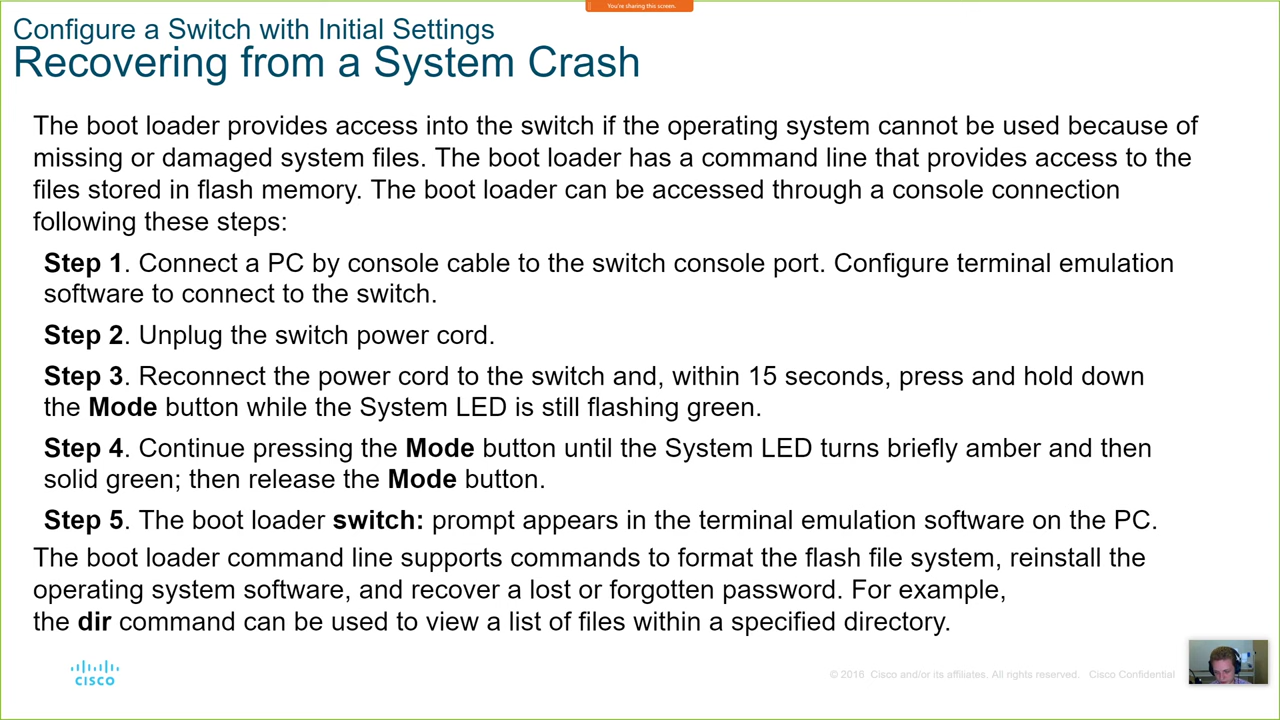 You're sharing this screen.
Configure a Switch with Initial Settings
Recovering from a System Crash
The boot loader provides access into the switch if the operating system cannot be used because of
missing or damaged system files. The boot loader has a command line that provides access to the
files stored in flash memory. The boot loader can be accessed through a console connection
following these steps:
Step 1. Connect a PC by console cable to the switch console port. Configure terminal emulation
software to connect to the switch.
Step 2. Unplug the switch power cord.
Step 3. Reconnect the power cord to the switch and, within 15 seconds, press and hold down
the Mode button while the System LED is still flashing green.
Step 4. Continue pressing the Mode button until the System LED turns briefly amber and then
solid green; then release the Mode button.
Step 5. The boot loader switch: prompt appears in the terminal emulation software on the PC.
The boot loader command line supports commands to format the flash file system, reinstall the
operating system software, and recover a lost or forgotten password. For example,
the dir command can be used to view a list of files within a specified directory.
CISCO
© 2016 Cisco and/or its affiliates. All rights reserved. Cisco Confidential